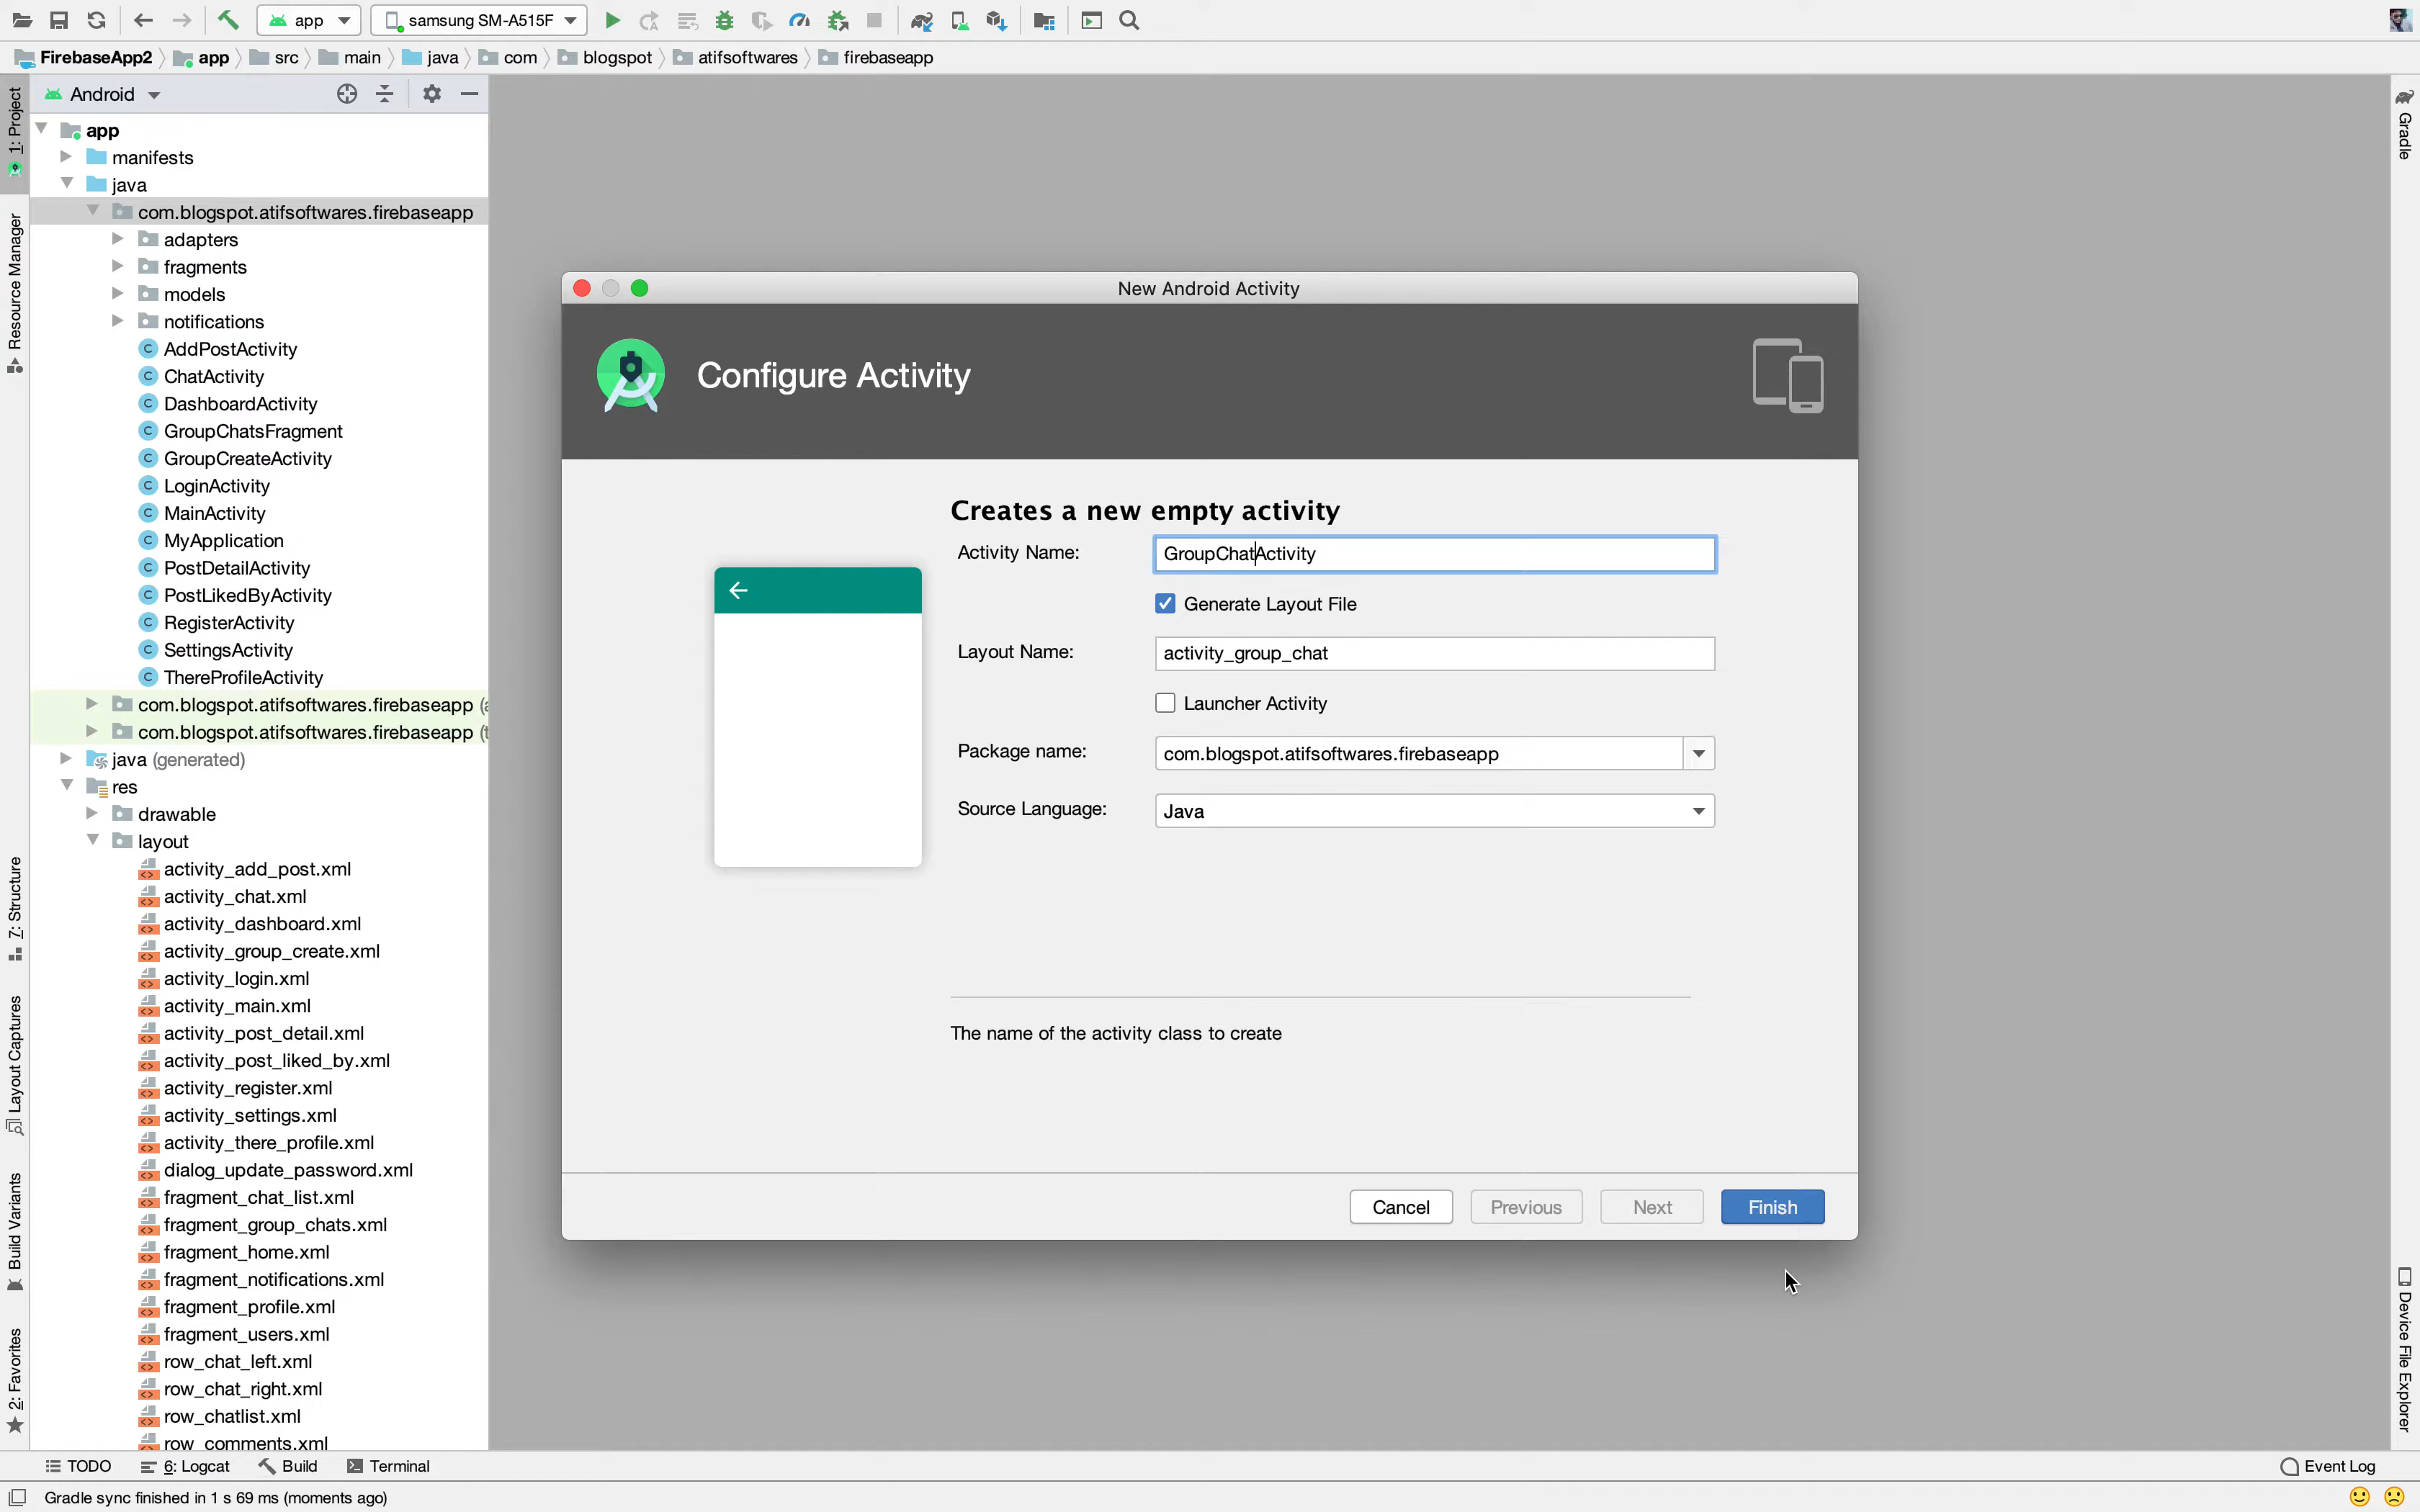 app
samsung SM-A515F
FirebaseApp2
app
src
main
java
com
blogspot
atifsoftwares
firebaseapp
1: Project
Resource Manager
7: Structure
Layout Captures
Build Variants
2: Favorites
Android
app
manifests
java
com.blogspot.atifsoftwares.firebaseapp
adapters
fragments
models
notifications
AddPostActivity
ChatActivity
DashboardActivity
GroupChatsFragment
GroupCreateActivity
LoginActivity
MainActivity
MyApplication
PostDetailActivity
PostLikedByActivity
RegisterActivity
SettingsActivity
ThereProfileActivity
com.blogspot.atifsoftwares.firebaseapp
com.blogspot.atifsoftwares.firebaseapp
java (generated)
res
drawable
layout
activity_add_post.xml
activity_chat.xml
activity_dashboard.xml
activity_group_create.xml
activity_login.xml
activity_main.xml
activity_post_detail.xml
activity_post_liked_by.xml
activity_register.xml
activity_settings.xml
activity_there_profile.xml
dialog_update_password.xml
fragment_chat_list.xml
fragment_group_chats.xml
fragment_home.xml
fragment_notifications.xml
fragment_profile.xml
fragment_users.xml
row_chat_left.xml
row_chat_right.xml
row_chatlist.xml
row_comments.xml
New Android Activity
Configure Activity
Creates a new empty activity
Activity Name: GroupChatActivity
Generate Layout File
Layout Name: activity_group_chat
Launcher Activity
Package name: com.blogspot.atifsoftwares.firebaseapp
Source Language: Java
The name of the activity class to create
Cancel
Previous
Next
Finish
Gradle
Device File Explorer
TODO
6: Logcat
Build
Terminal
Event Log
Gradle sync finished in 1 s 69 ms (moments ago)